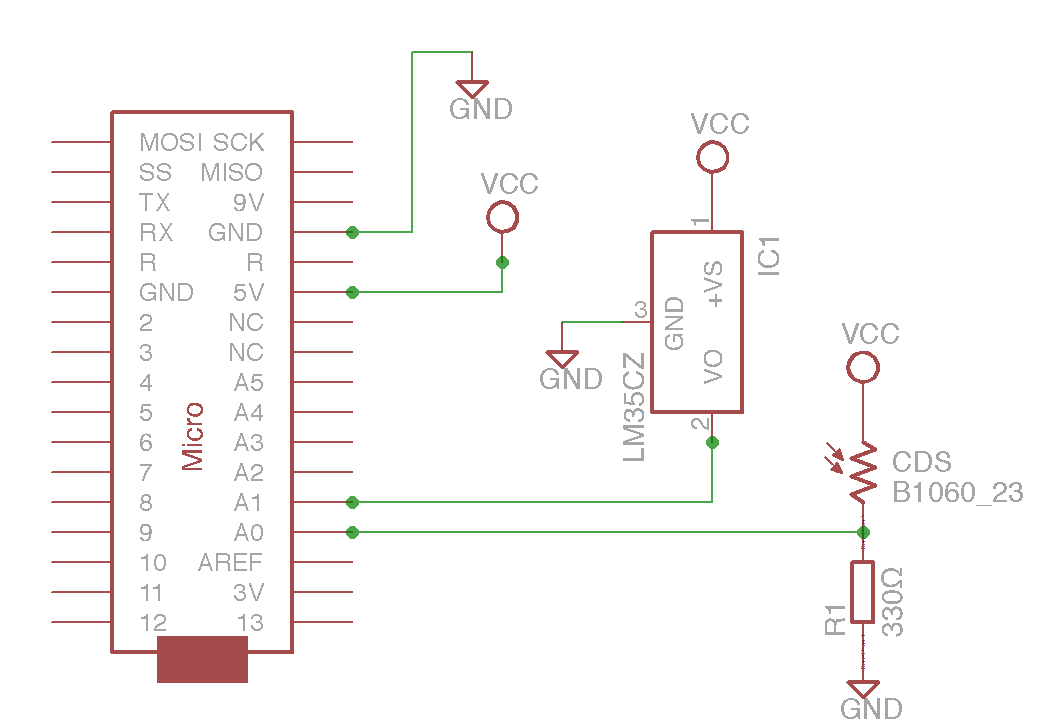 GND
VCC
VCC
MOSI SCK
SS MISO
TX 9V
RX GND
R R
GND 5V
2 NC
3 NC
4 A5
5 A4
6 A3
7 A2
8 A1
9 A0
10 AREF
11 3V
12 13
Micro
1
IC1
+VS
GND
VO
3
2
GND
LM35CZ
VCC
CDS
B1060_23
R1
330Ω
GND